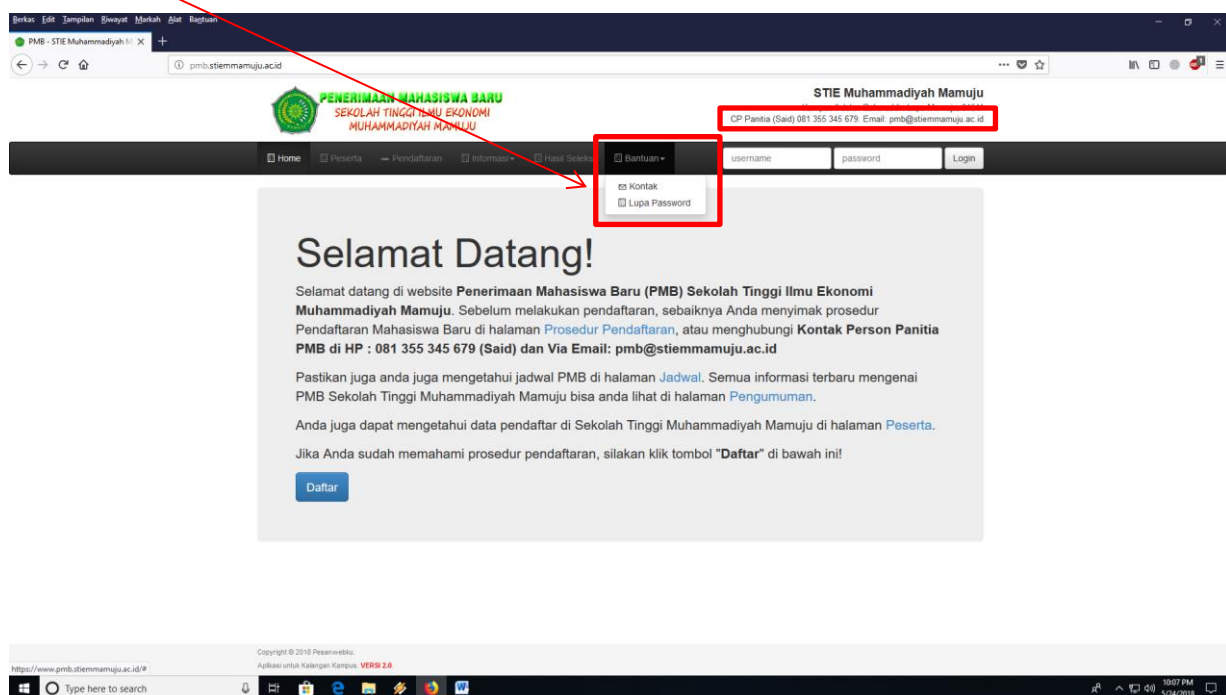 Berkas Edit Tampilan Riwayat Markah Alat Bantuan
PMB - STIE Muhammadiyah
pmb.stiemmamuju.ac.id
PENERIMAAN MAHASISWA BARU
SEKOLAH TINGGI ILMU EKONOMI
MUHAMMADIYAH MAMUJU
STIE Muhammadiyah Mamuju
CP Panitia (Said) 081 355 345 679. Email: pmb@stiemmamuju.ac.id
Home Peserta Pendaftaran Informasi Hasil Seleksi Bantuan username password Login
Kontak
Lupa Password
Selamat Datang!
Selamat datang di website Penerimaan Mahasiswa Baru (PMB) Sekolah Tinggi Ilmu Ekonomi
Muhammadiyah Mamuju. Sebelum melakukan pendaftaran, sebaiknya Anda menyimak prosedur
Pendaftaran Mahasiswa Baru di halaman Prosedur Pendaftaran, atau menghubungi Kontak Person Panitia
PMB di HP : 081 355 345 679 (Said) dan Via Email: pmb@stiemmamuju.ac.id
Pastikan juga anda juga mengetahui jadwal PMB di halaman Jadwal. Semua informasi terbaru mengenai
PMB Sekolah Tinggi Muhammadiyah Mamuju bisa anda lihat di halaman Pengumuman.
Anda juga dapat mengetahui data pendaftar di Sekolah Tinggi Muhammadiyah Mamuju di halaman Peserta.
Jika Anda sudah memahami prosedur pendaftaran, silakan klik tombol "Daftar" di bawah ini!
Daftar
Copyright © 2018 Pesanwebku.
Aplikasi untuk Kalangan Kampus. VERSI 2.0
https://www.pmb.stiemmamuju.ac.id/#
Type here to search
10:07 PM
5/24/2018